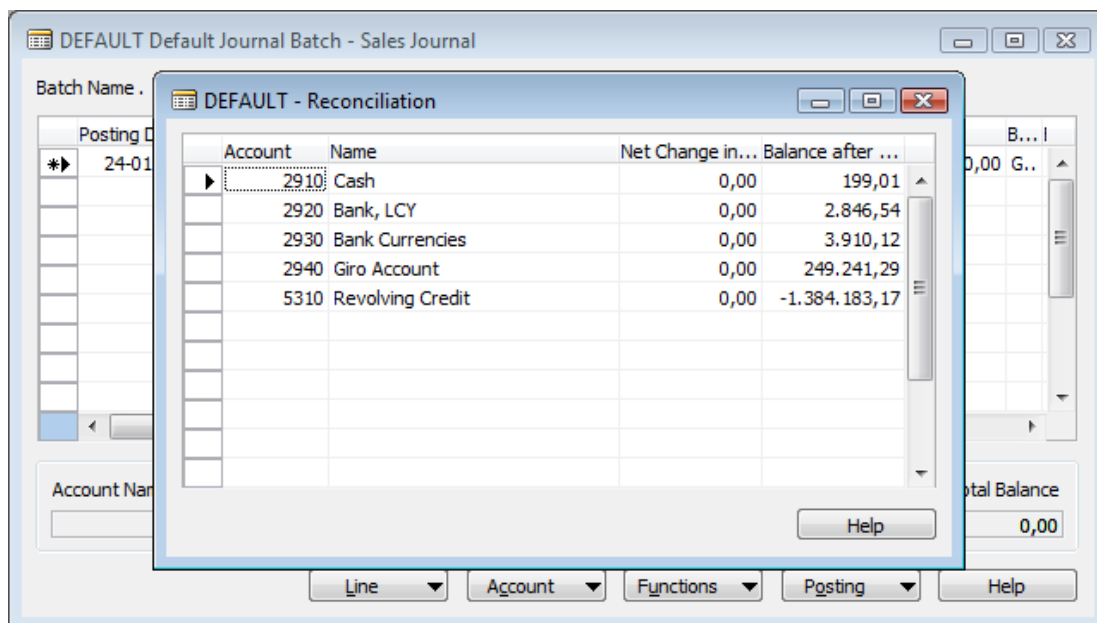 DEFAULT Default Journal Batch - Sales Journal
Batch Name .
DEFAULT - Reconciliation
Posting D
B...
24-01
0,00 G..
Account Name Net Change in... Balance after ...
2910 Cash 0,00 199,01
2920 Bank, LCY 0,00 2.846,54
2930 Bank Currencies 0,00 3.910,12
2940 Giro Account 0,00 249.241,29
5310 Revolving Credit 0,00 -1.384.183,17
Account Nar
otal Balance
Help
0,00
Line Account Functions Posting Help